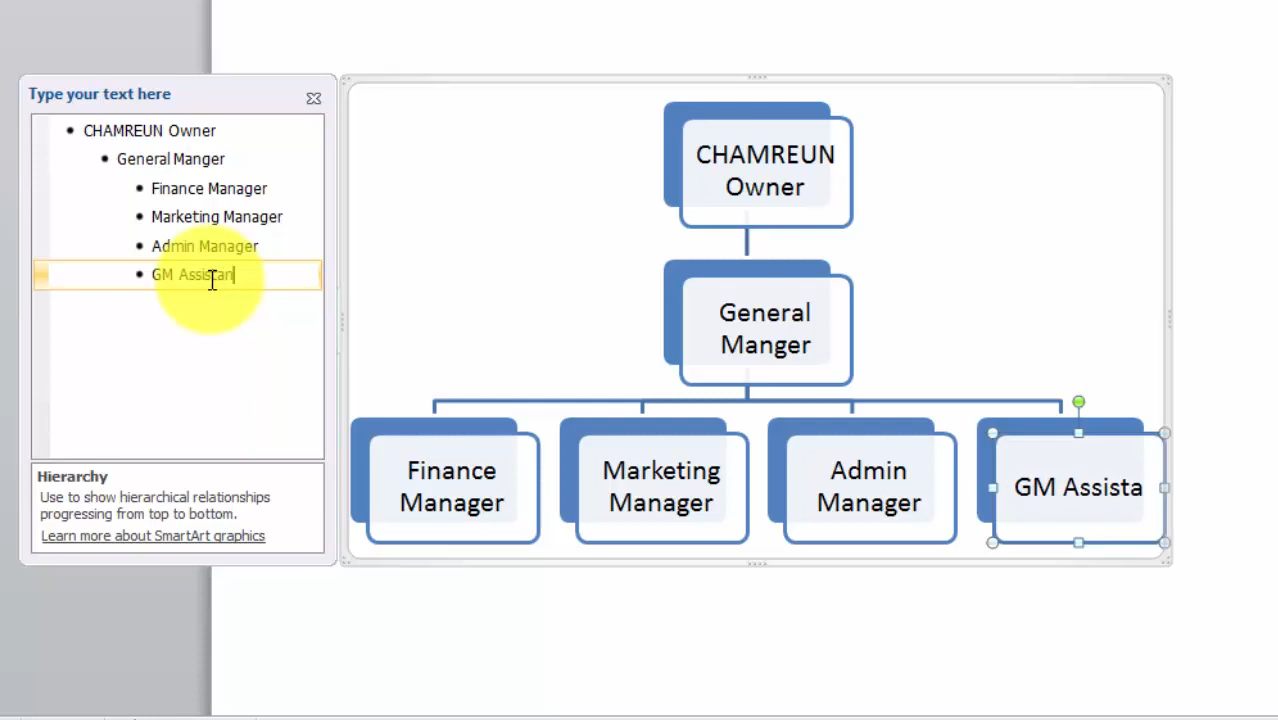 Type your text here
CHAMREUN Owner
General Manger
Finance Manager
Marketing Manager
Admin Manager
GM Assistan
Hierarchy
Use to show hierarchical relationships
progressing from top to bottom.
Learn more about SmartArt graphics
CHAMREUN
Owner
General
Manger
Finance
Manager
Marketing
Manager
Admin
Manager
GM Assista